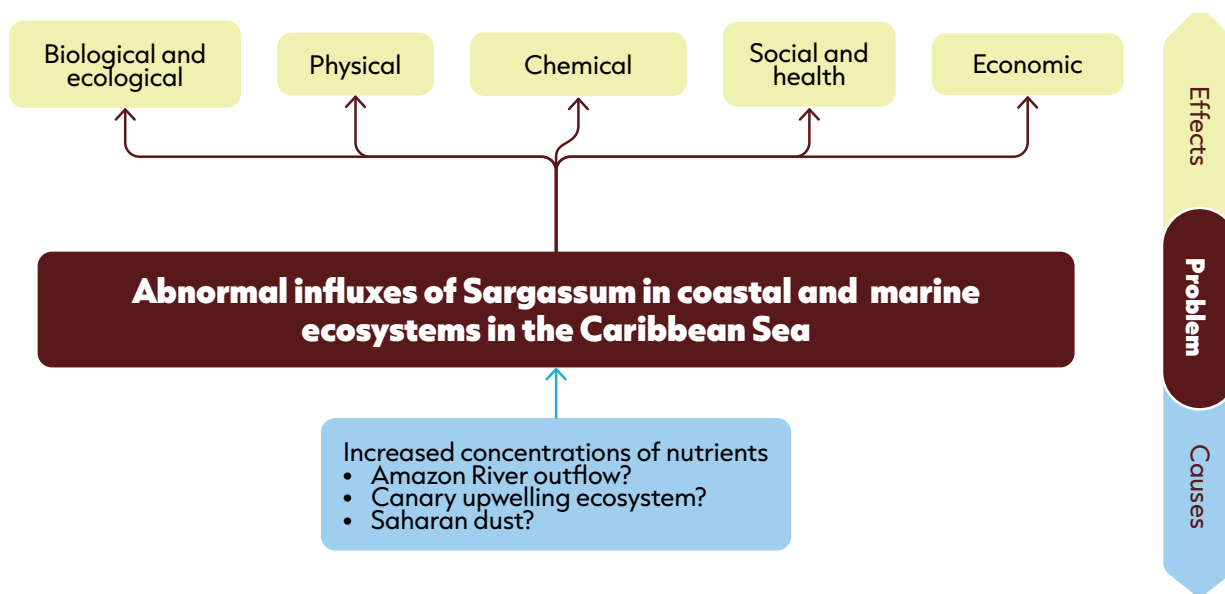 Biological and
ecological
Physical
Chemical
Social and
health
Economic
Effects
Abnormal influxes of Sargassum in coastal and marine
ecosystems in the Caribbean Sea
Problem
Increased concentrations of nutrients
• Amazon River outflow?
• Canary upwelling ecosystem?
• Saharan dust?
Causes